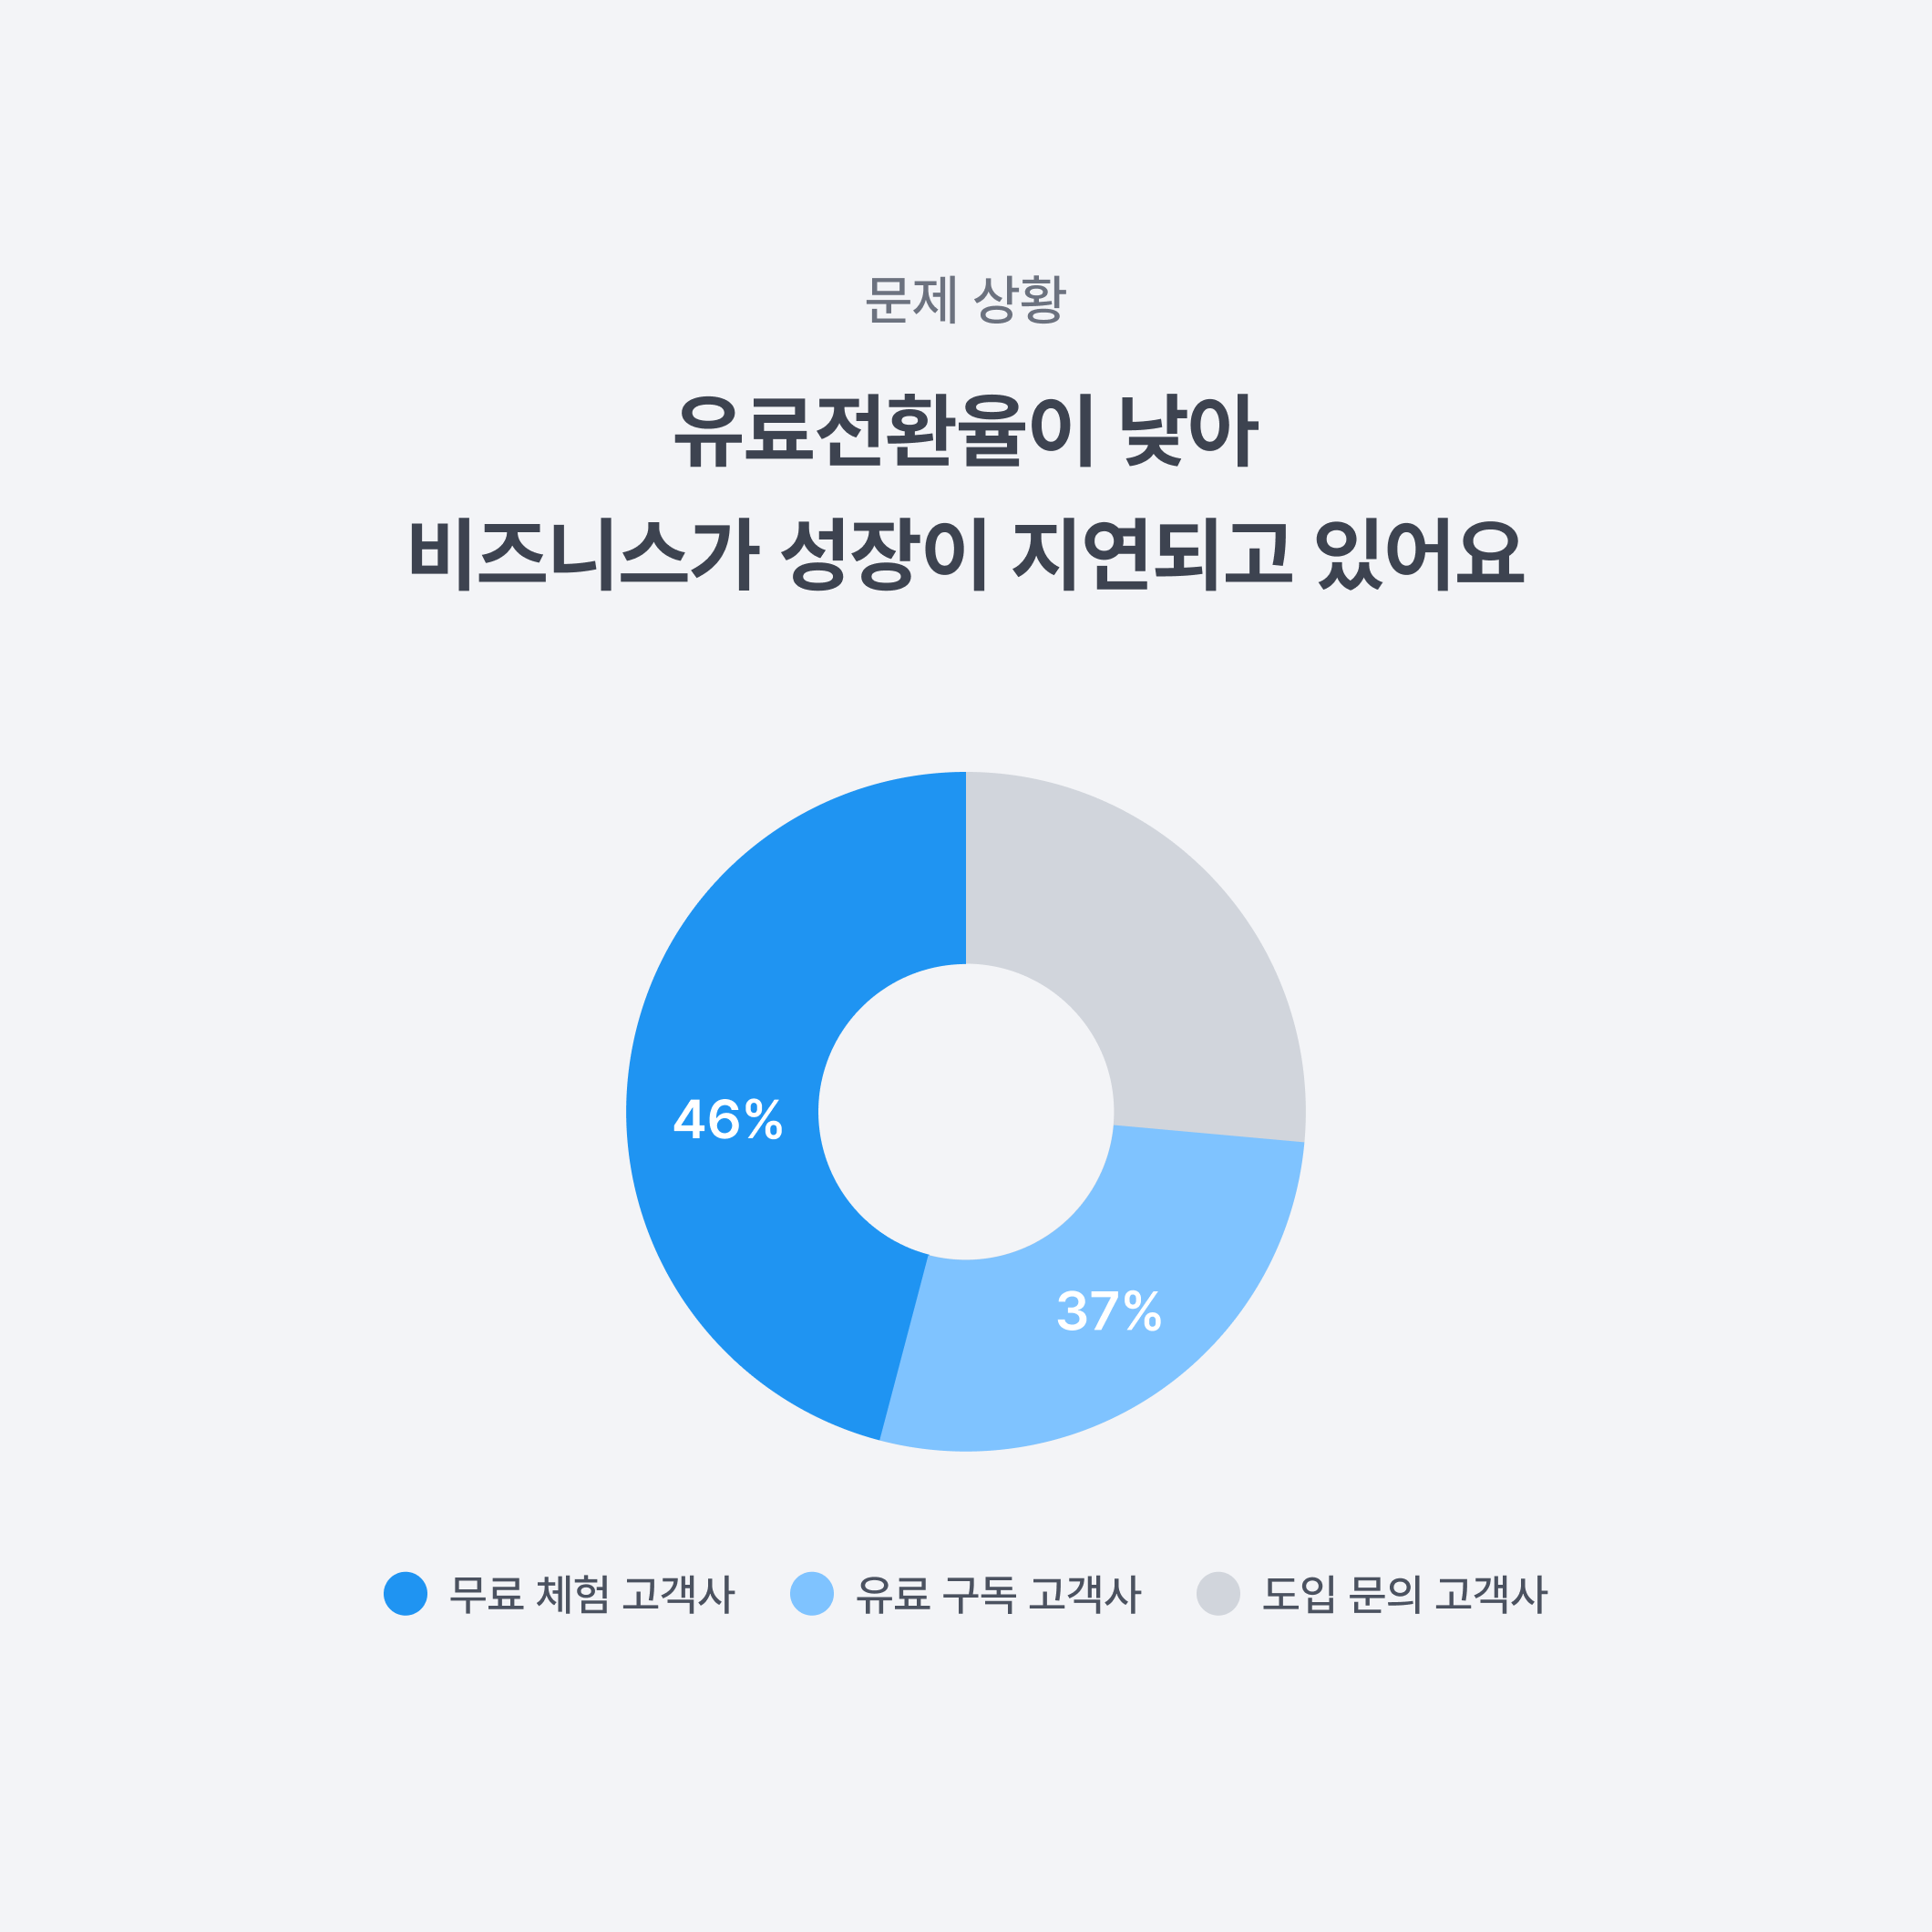 문제 상황
유료전환율이 낮아
비즈니스가 성장이 지연되고 있어요
46%
37%
무료체험 고객사
유료 구독 고객사
도입 문의 고객사